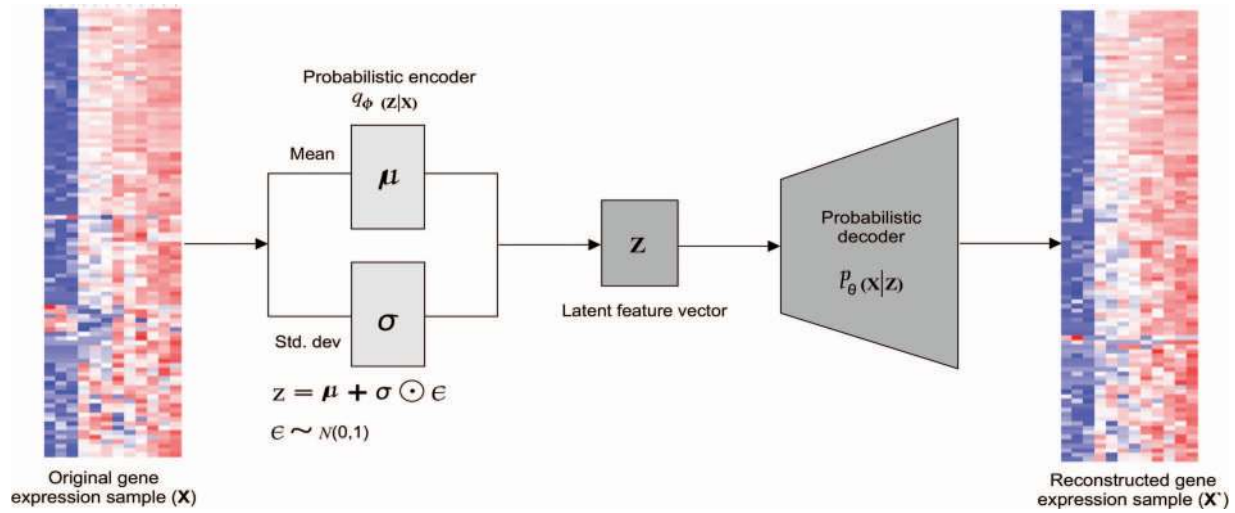 Probabilistic encoder
qϕ (Z|X)
Mean
μ
σ
Std. dev
z = μ + σ ⊙ ϵ
ϵ ∼ N(0,1)
Z
Latent feature vector
Probabilistic
decoder
pθ (X|Z)
Original gene
expression sample (X)
Reconstructed gene
expression sample (X`)